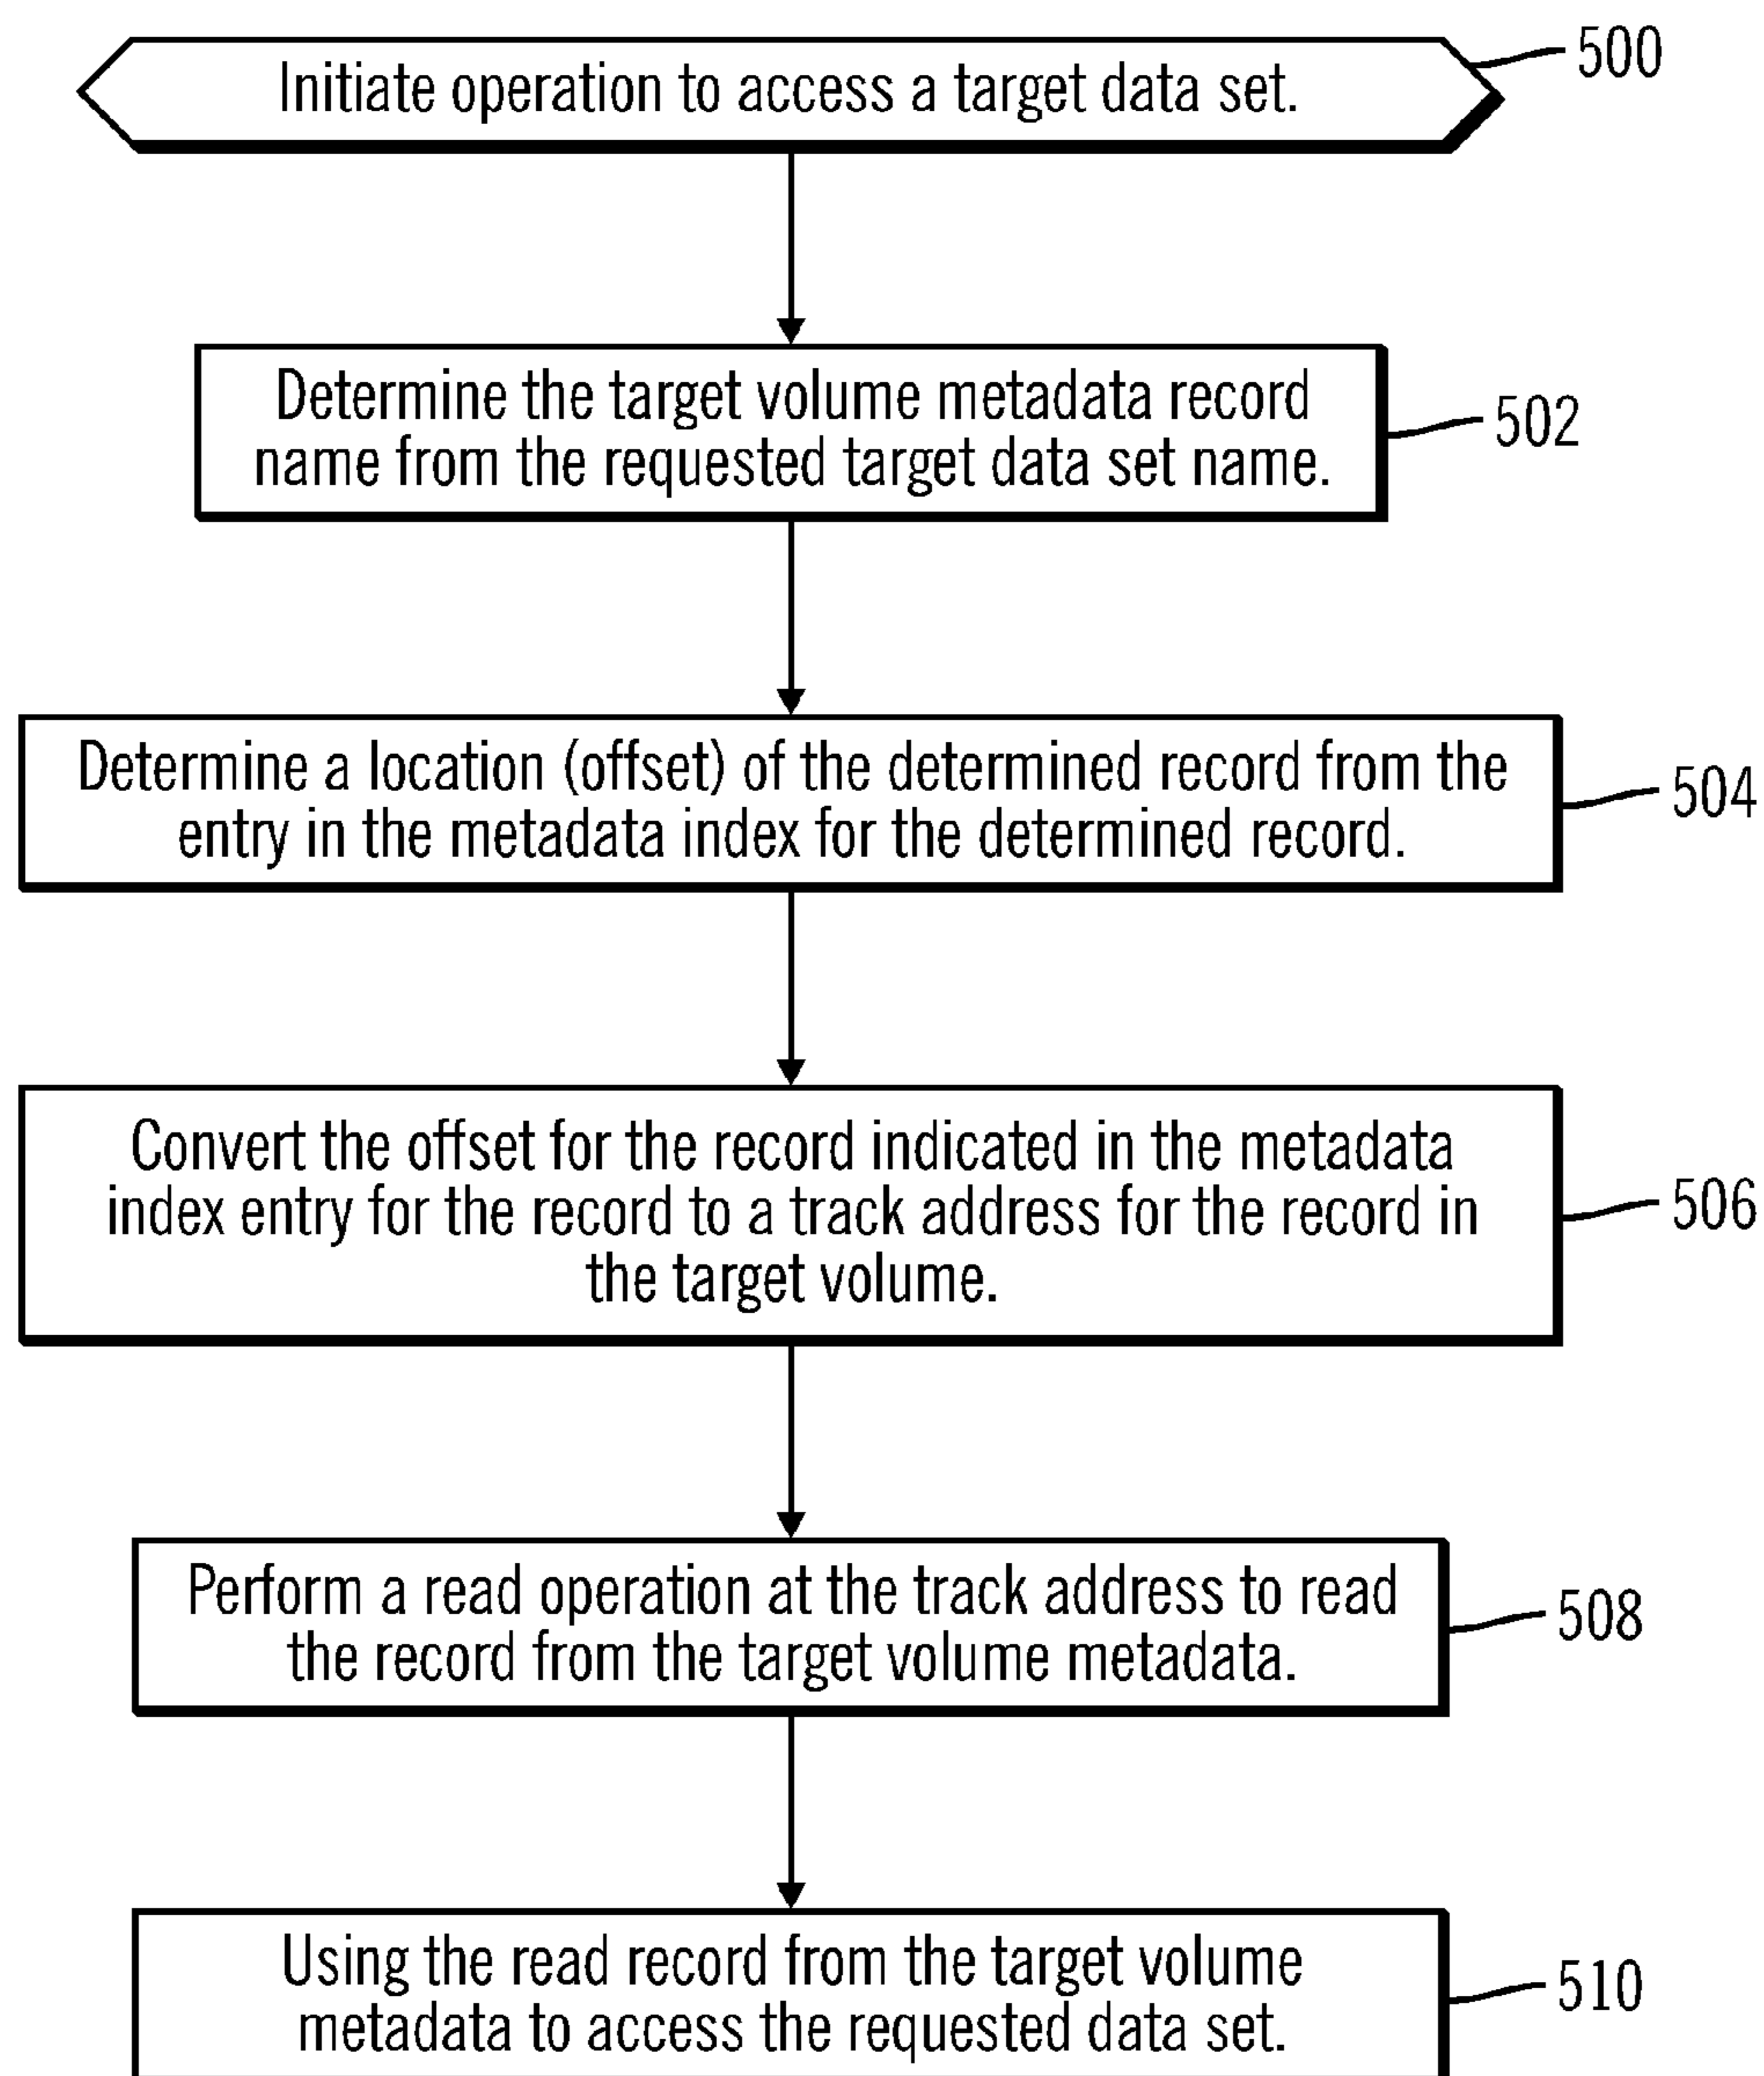 Initiate operation to access a target data set.
500
Determine the target volume metadata record
name from the requested target data set name.
502
Determine a location (offset) of the determined record from the
entry in the metadata index for the determined record.
504
Convert the offset for the record indicated in the metadata
index entry for the record to a track address for the record in
the target volume.
506
Perform a read operation at the track address to read
the record from the target volume metadata.
508
Using the read record from the target volume
metadata to access the requested data set.
510